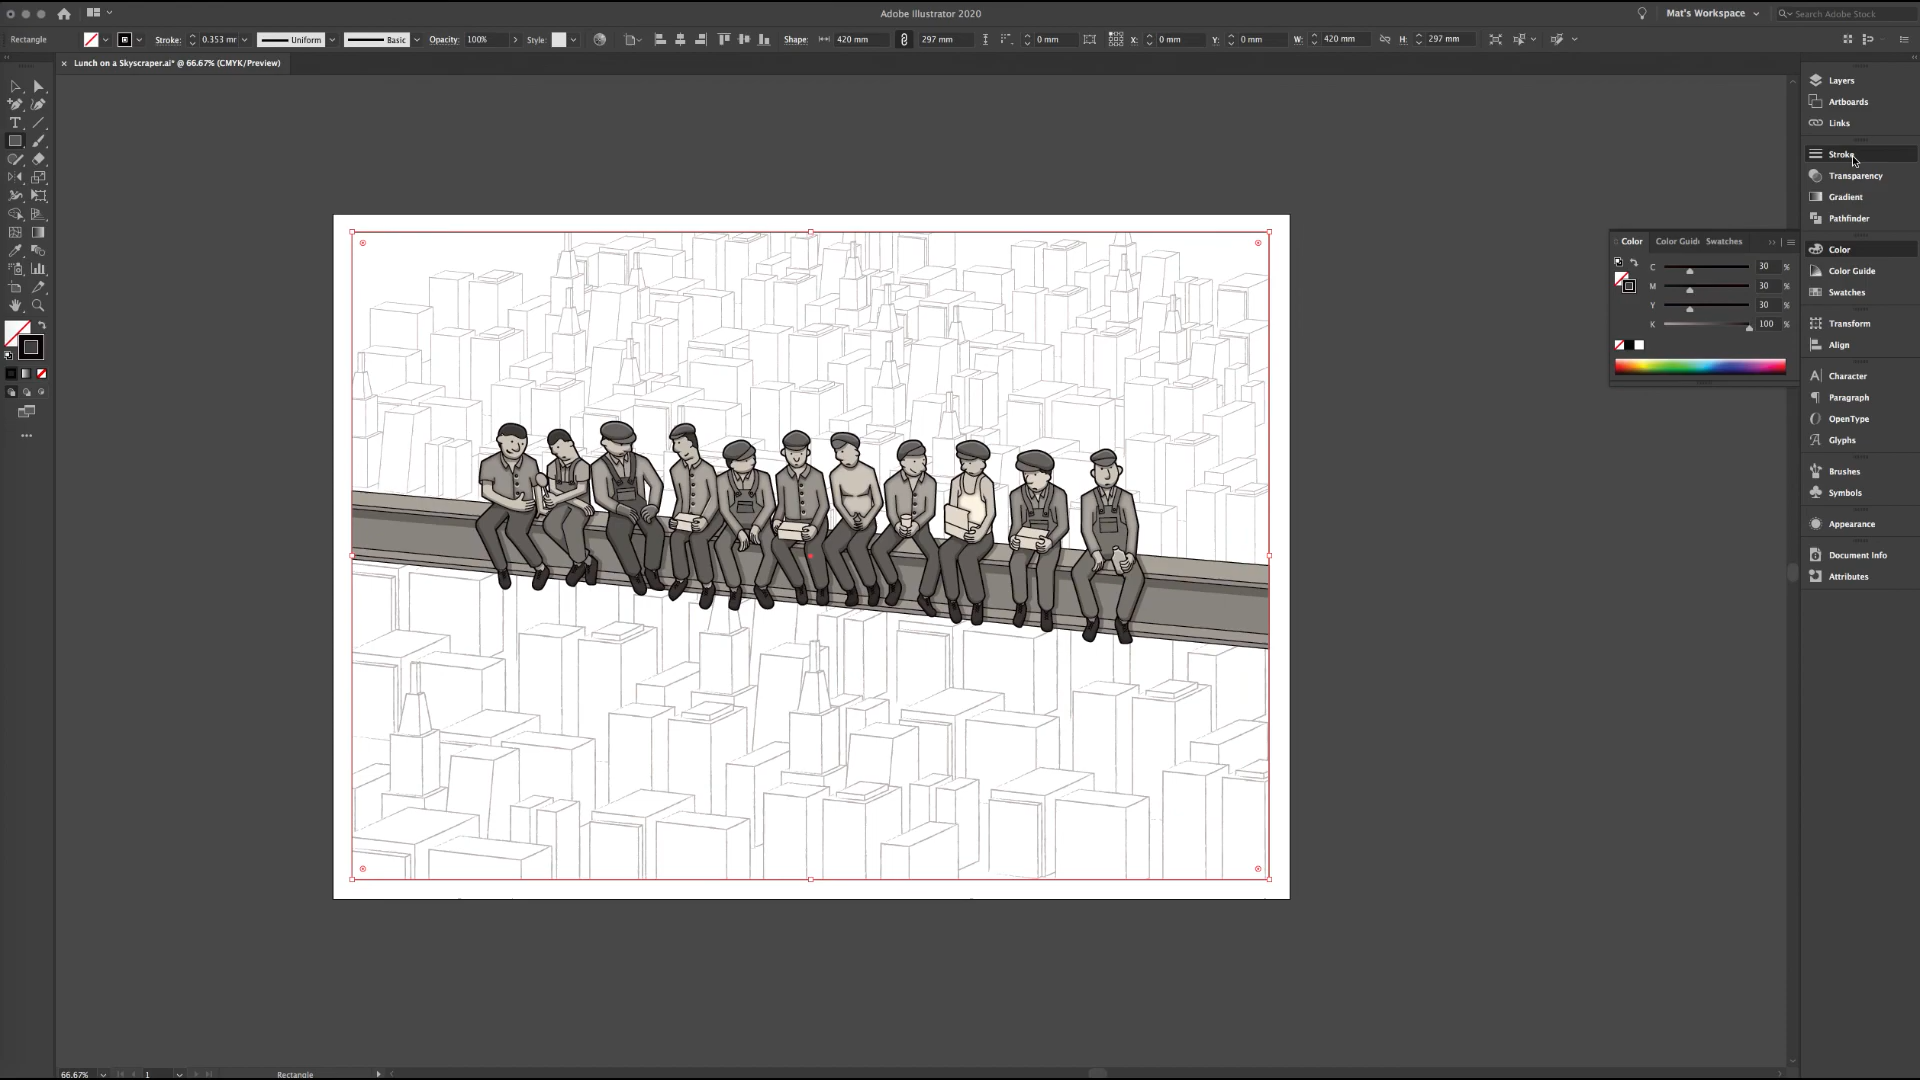 Adobe Illustrator 2020
Mat's Workspace
Search Adobe Stock
Rectangle
Stroke:
0.353 mr
Uniform
Basic
Opacity:
100%
Style:
Shape:
420 mm
297 mm
0 mm
X:
0 mm
Y:
0 mm
W:
420 mm
H:
297 mm
× Lunch on a Skyscraper.ai* @ 66.67% (CMYK/Preview)
Layers
Artboards
Links
Stroke
Transparency
Gradient
Pathfinder
Color
Color Guide
Swatches
Transform
Align
Character
Paragraph
OpenType
Glyphs
Brushes
Symbols
Appearance
Document Info
Attributes
Color
Color Guid
Swatches
C 30 %
M 30 %
Y 30 %
K 100 %
66.67%
1
Rectangle